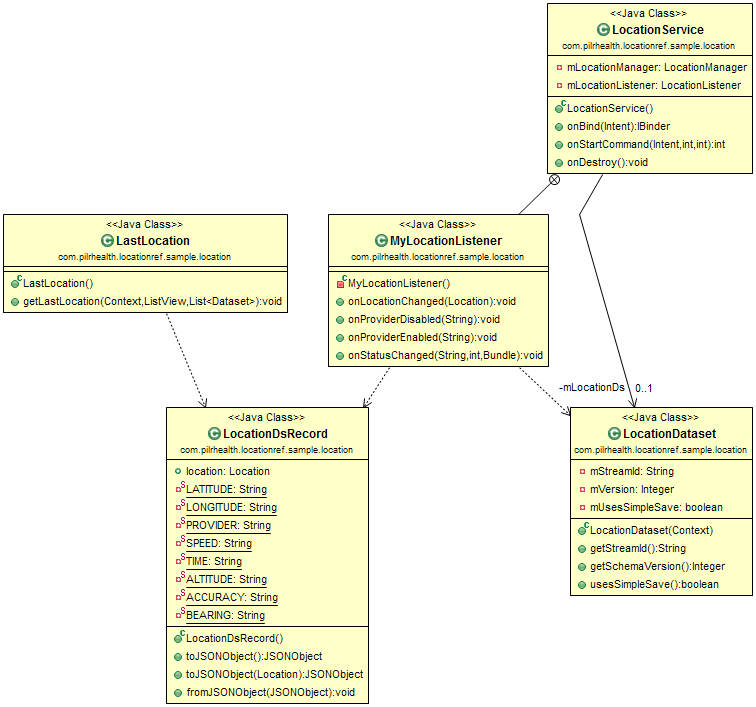 <<Java Class>>
LocationService
com.pilrhealth.locationref.sample.location
mLocationManager: LocationManager
mLocationListener: LocationListener
LocationService()
onBind(Intent):IBinder
onStartCommand(Intent,int,int):int
onDestroy():void
<<Java Class>>
LastLocation
com.pilrhealth.locationref.sample.location
LastLocation()
getLastLocation(Context,ListView,List<Dataset>):void
<<Java Class>>
MyLocationListener
com.pilrhealth.locationref.sample.location
MyLocationListener()
onLocationChanged(Location):void
onProviderDisabled(String):void
onProviderEnabled(String):void
onStatusChanged(String,int,Bundle):void
-mLocationDs
0..1
<<Java Class>>
LocationDsRecord
com.pilrhealth.locationref.sample.location
location: Location
LATITUDE: String
LONGITUDE: String
PROVIDER: String
SPEED: String
TIME: String
ALTITUDE: String
ACCURACY: String
BEARING: String
LocationDsRecord()
toJSONObject():JSONObject
toJSONObject(Location):JSONObject
fromJSONObject(JSONObject):void
<<Java Class>>
LocationDataset
com.pilrhealth.locationref.sample.location
mStreamId: String
mVersion: Integer
mUsesSimpleSave: boolean
LocationDataset(Context)
getStreamId():String
getSchemaVersion():Integer
usesSimpleSave():boolean